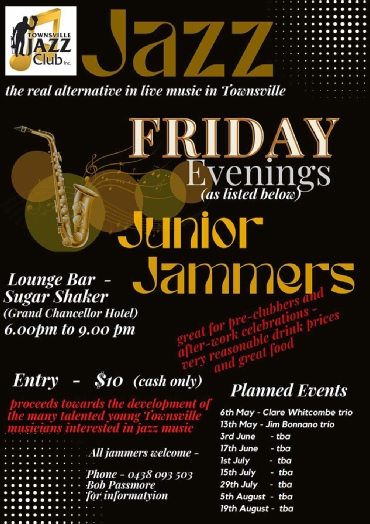 TOWNSVILLE
JAZZ
Club Inc.
Jazz
the real alternative in live music in Townsville
FRIDAY
Evenings
(as listed below)
Junior
Jammers
Lounge Bar -
Sugar Shaker
(Grand Chancellor Hotel)
6.00pm to 9.00 pm
great for pre-clubbers and
after-work celebrations -
very reasonable drink prices
and great food
Entry - $10 (cash only)
proceeds towards the development of
the many talented young Townsville
musicians interested in jazz music
All jammers welcome -
Phone - 0438 093 503
Bob Passmore
for informatyion
Planned Events
6th May - Clare Whitcombe trio
13th May - Jim Bonnano trio
3rd June - tba
17th June - tba
1st July - tba
15th July - tba
29th July - tba
5th August - tba
19th August - tba